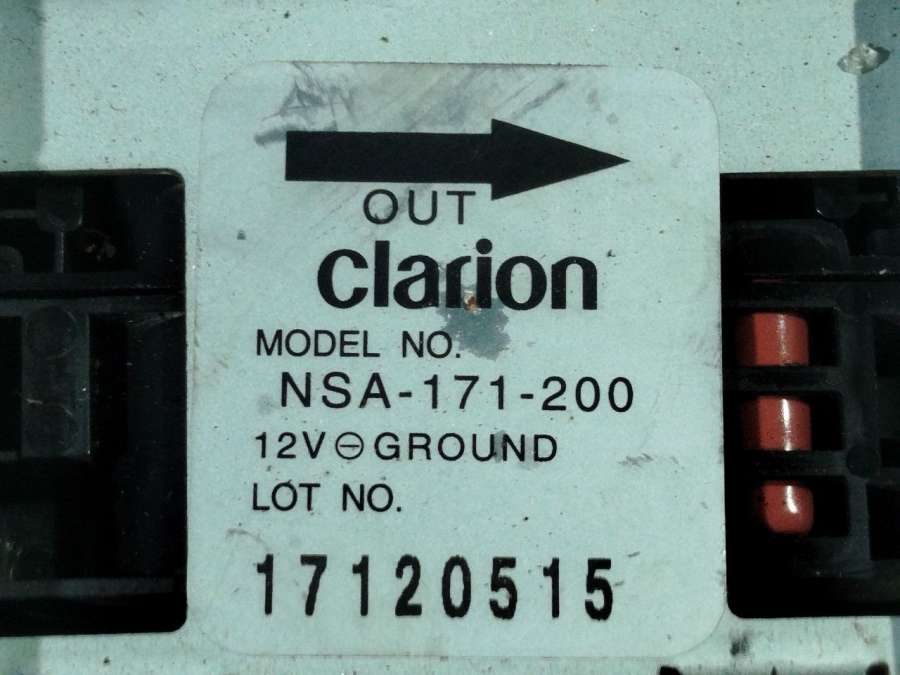 OUT
clarion
MODEL NO.
NSA-171-200
12V⊖GROUND
LOT NO.
17120515